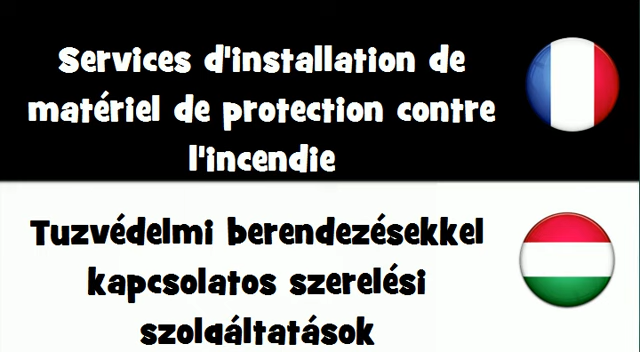 Services d'installation de
matériel de protection contre
l'incendie
Tuzvédelmi berendezésekkel
kapcsolatos szerelési
szolgáltatások